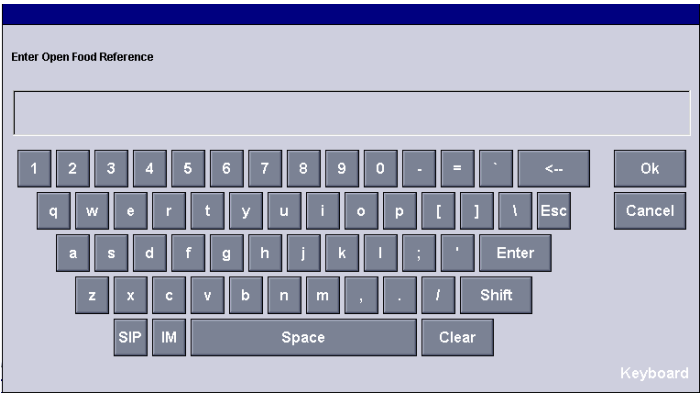 Enter Open Food Reference
1 2 3 4 5 6 7 8 9 0 - = ` <-- Ok
q w e r t y u i o p [ ] \ Esc Cancel
a s d f g h j k l ; ' Enter
z x c v b n m , . / Shift
SIP IM Space Clear
Keyboard